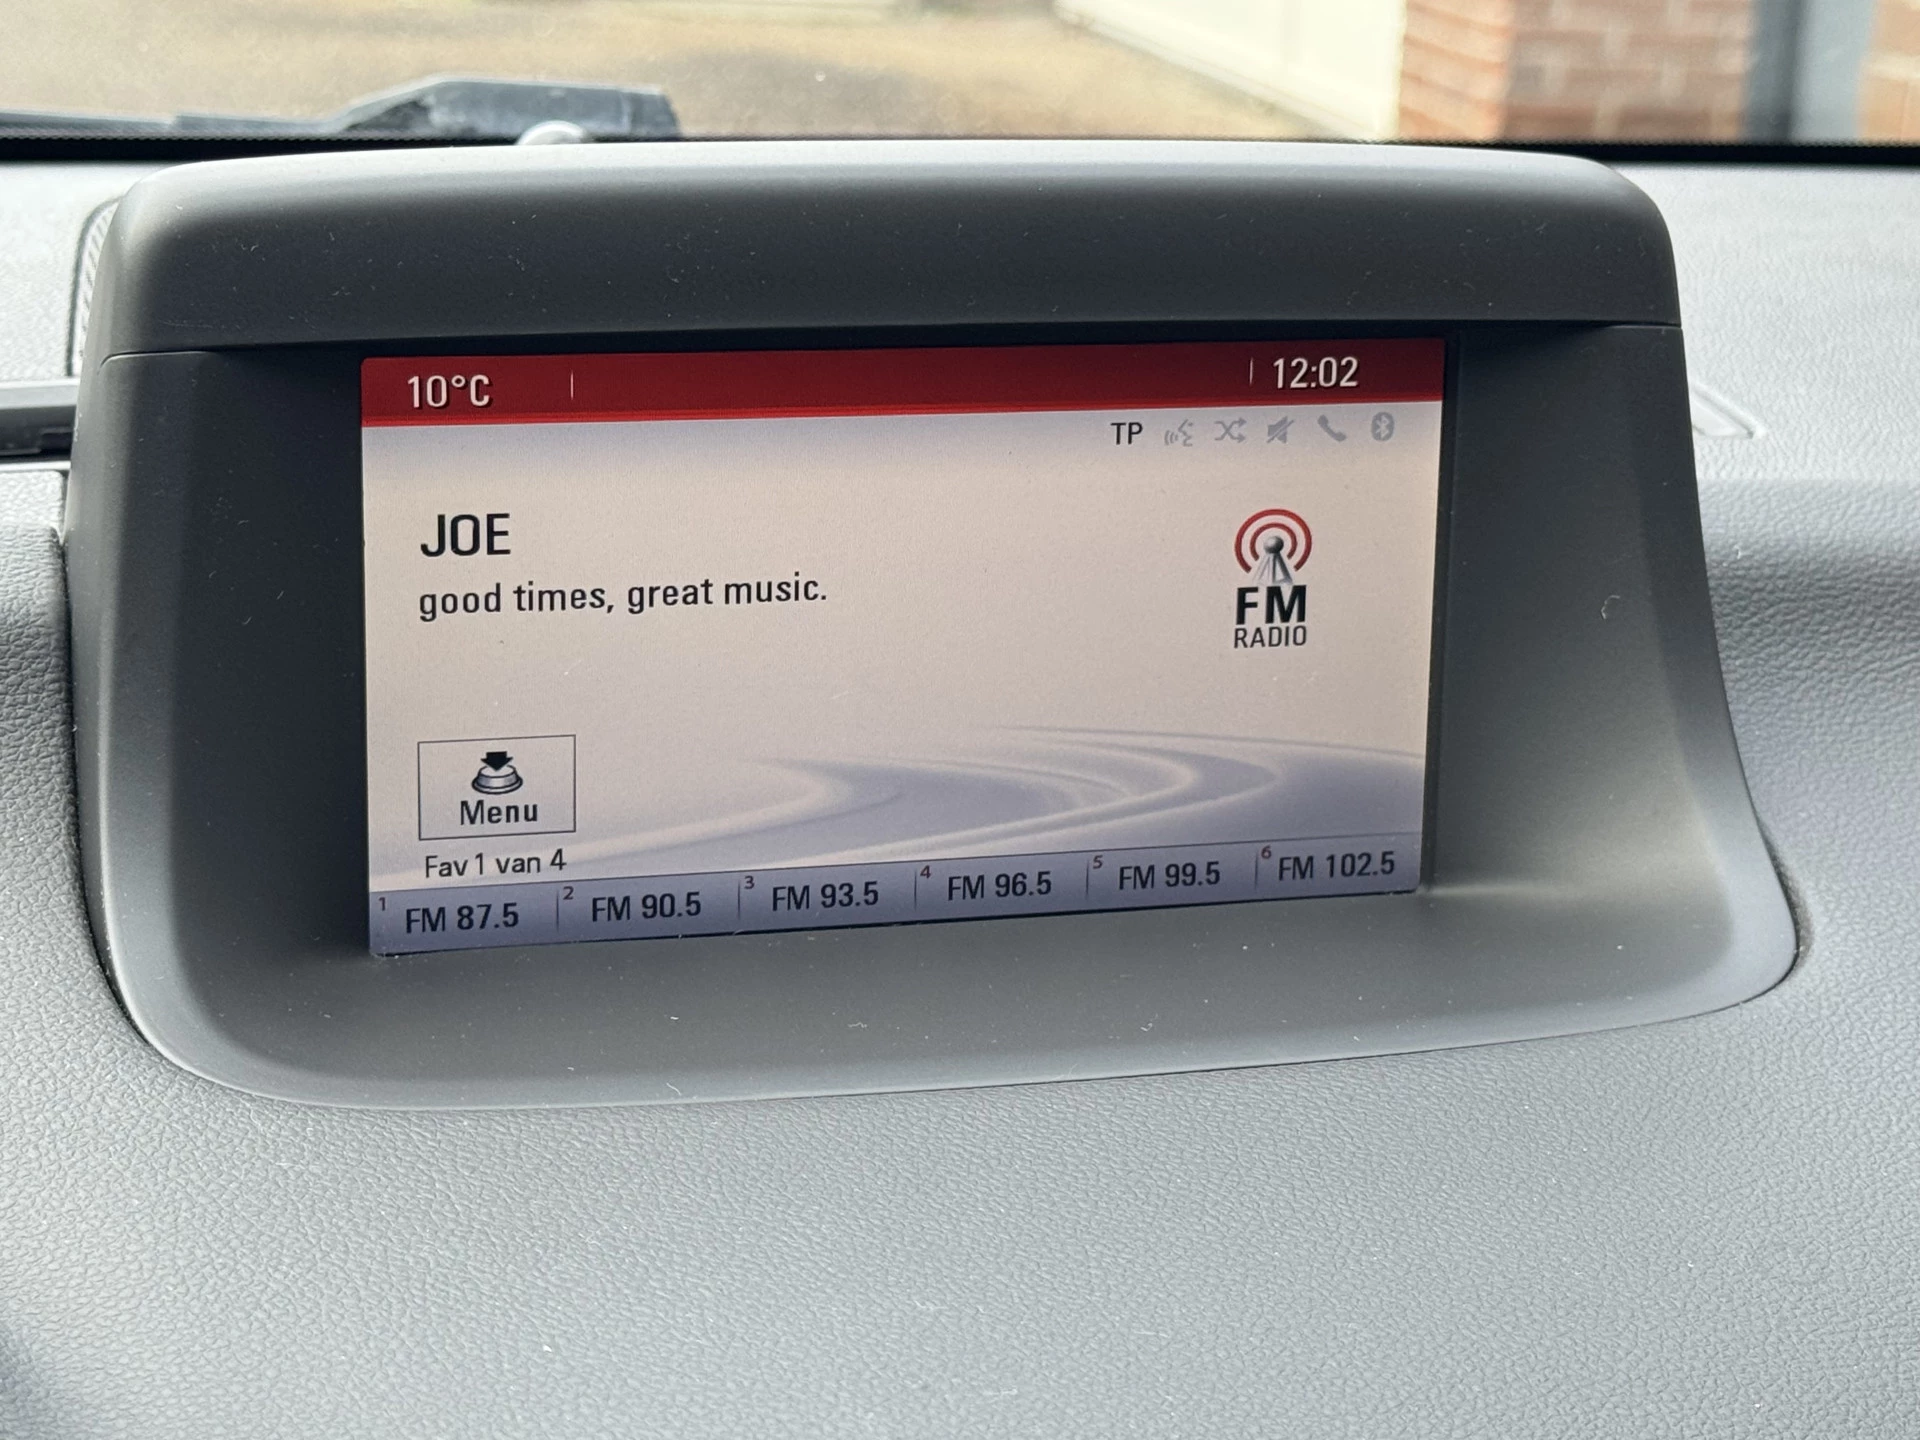 10°C
12:02
TP
JOE
good times, great music.
FM
RADIO
Menu
Fav 1 van 4
1 FM 87.5 2 FM 90.5 3 FM 93.5 4 FM 96.5 5 FM 99.5 6 FM 102.5